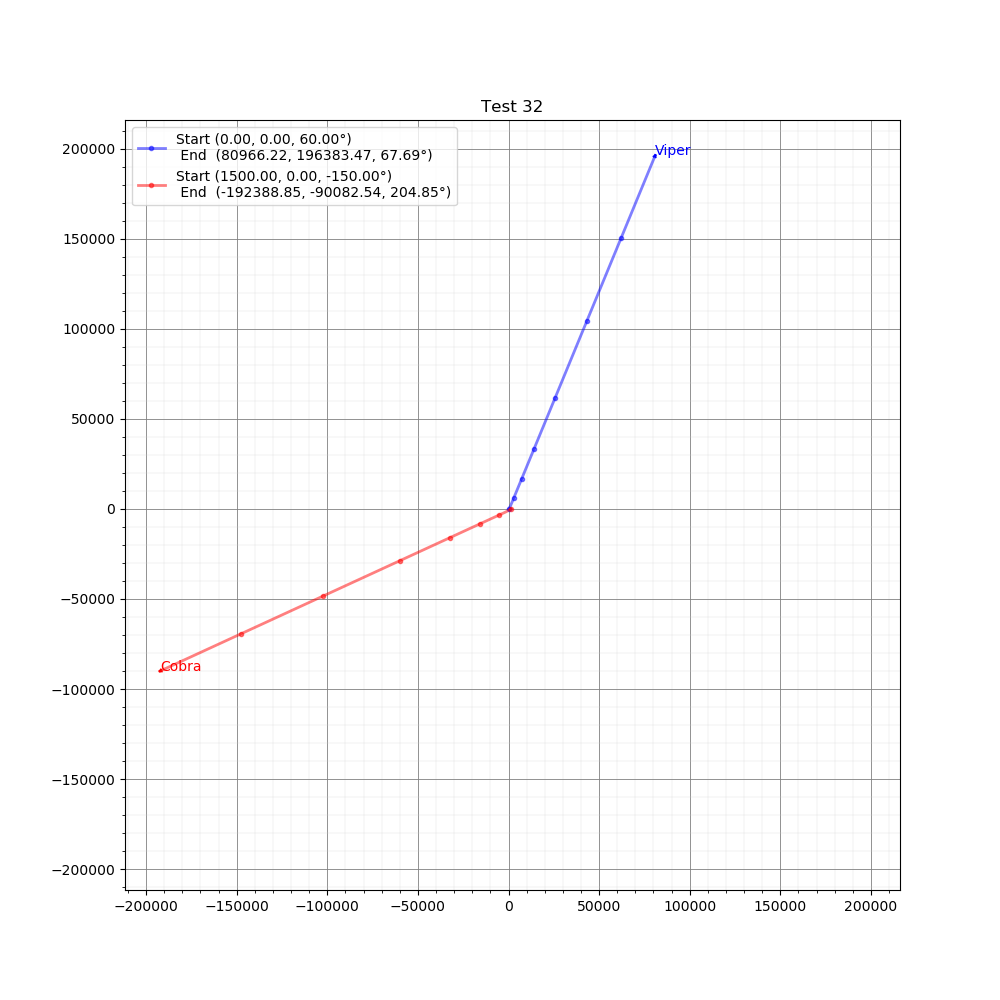 Test 32
Start (0.00, 0.00, 60.00°)
End (80966.22, 196383.47, 67.69°)
Start (1500.00, 0.00, -150.00°)
End (-192388.85, -90082.54, 204.85°)
Viper
Cobra
200000
150000
100000
50000
0
−50000
−100000
−150000
−200000
−200000 −150000 −100000 −50000 0 50000 100000 150000 200000